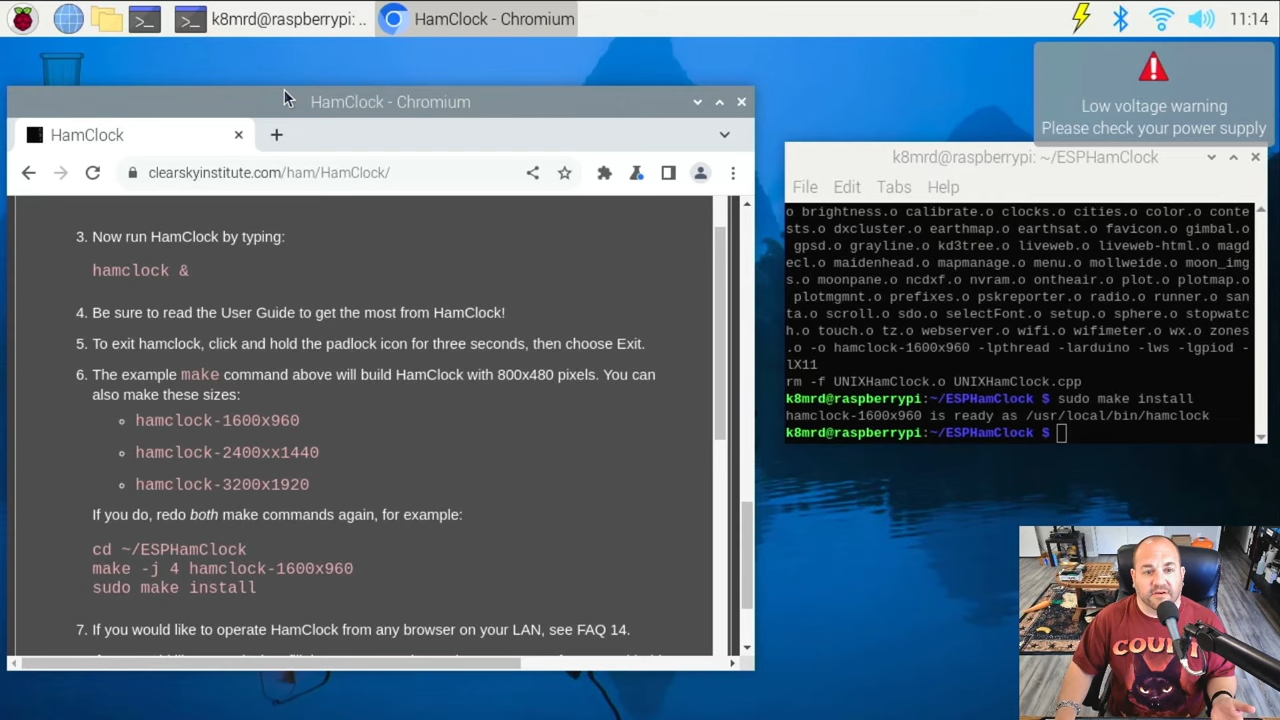 k8mrd@raspberrypi: ..
HamClock - Chromium
11:14
Low voltage warning
Please check your power supply
HamClock - Chromium
HamClock
clearskyinstitute.com/ham/HamClock/
3. Now run HamClock by typing:
hamclock &
4. Be sure to read the User Guide to get the most from HamClock!
5. To exit hamclock, click and hold the padlock icon for three seconds, then choose Exit.
6. The example make command above will build HamClock with 800x480 pixels. You can
also make these sizes:
hamclock-1600x960
hamclock-2400xx1440
hamclock-3200x1920
If you do, redo both make commands again, for example:
cd ~/ESPHamClock
make -j 4 hamclock-1600x960
sudo make install
7. If you would like to operate HamClock from any browser on your LAN, see FAQ 14.
k8mrd@raspberrypi: ~/ESPHamClock
File Edit Tabs Help
o brightness.o calibrate.o clocks.o cities.o color.o conte
sts.o dxcluster.o earthmap.o earthsat.o favicon.o gimbal.o
gpsd.o grayline.o kd3tree.o liveweb.o liveweb-html.o magd
ecl.o maidenhead.o mapmanage.o menu.o mollweide.o moon_img
s.o moonpane.o ncdxf.o nvram.o ontheair.o plot.o plotmap.o
plotmgmnt.o prefixes.o pskreporter.o radio.o runner.o san
ta.o scroll.o sdo.o selectFont.o setup.o sphere.o stopwatc
h.o touch.o tz.o webserver.o wifi.o wifimeter.o wx.o zones
.o -o hamclock-1600x960 -lpthread -larduino -lws -lgpiod -
lX11
rm -f UNIXHamClock.o UNIXHamClock.cpp
k8mrd@raspberrypi:~/ESPHamClock $ sudo make install
hamclock-1600x960 is ready as /usr/local/bin/hamclock
k8mrd@raspberrypi:~/ESPHamClock $
COUNT